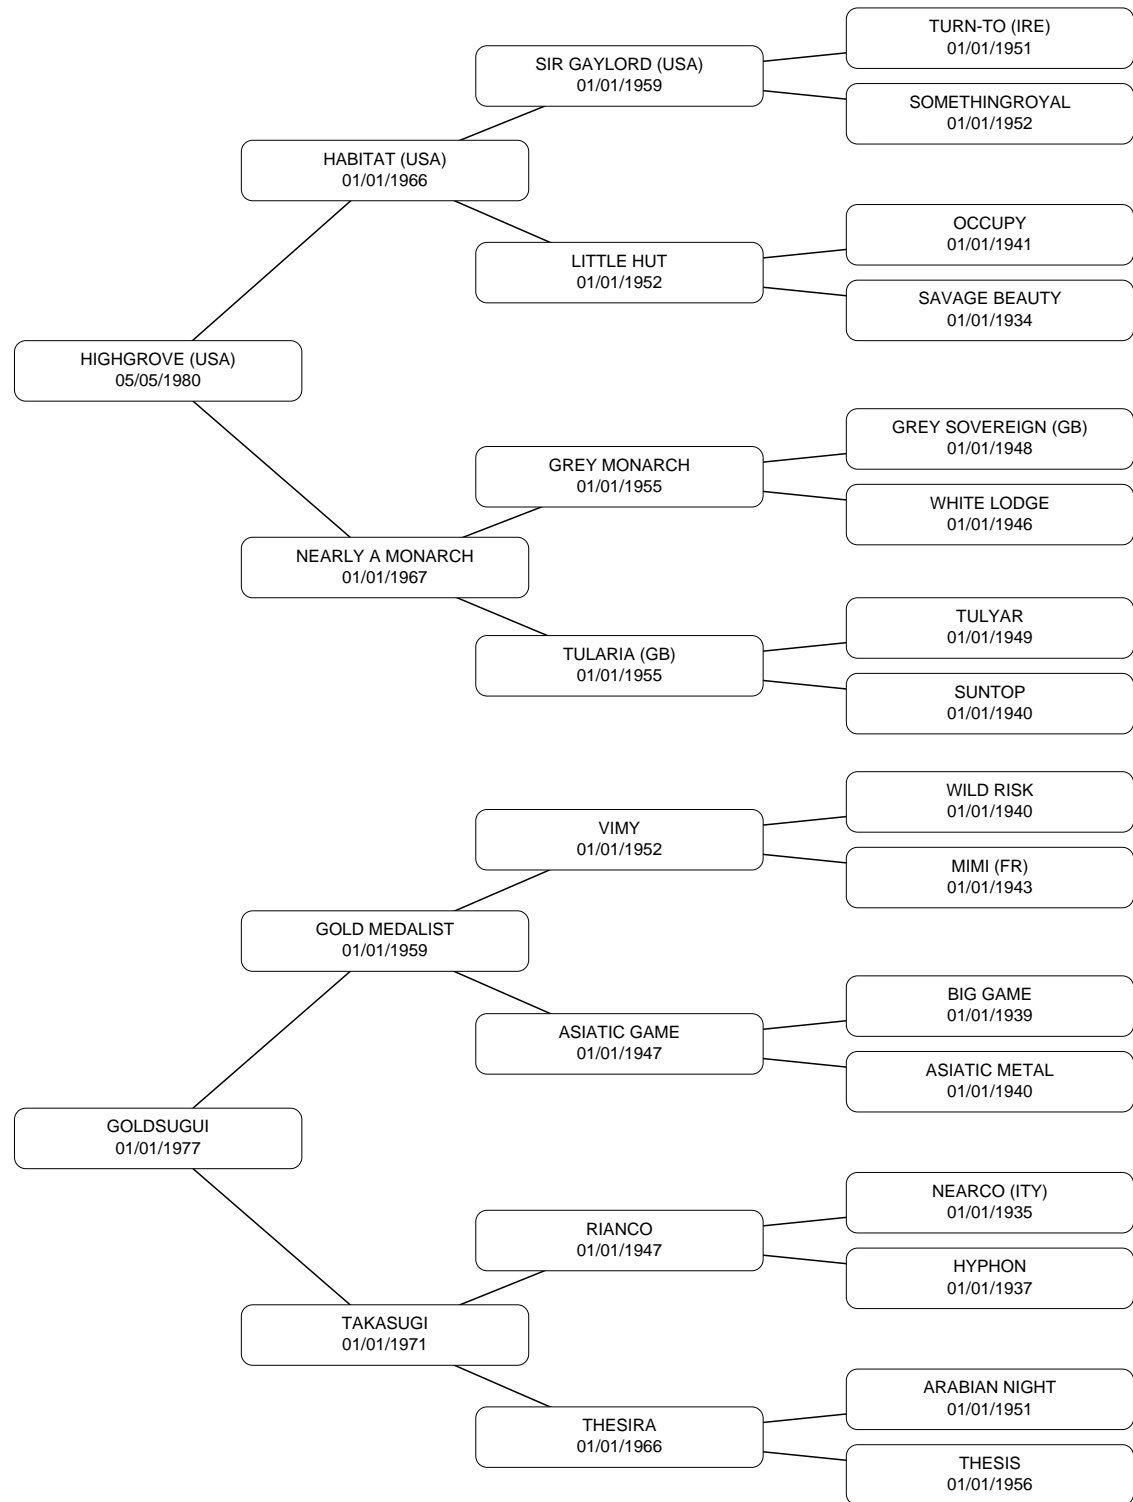 TURN-TO (IRE)
01/01/1951
SIR GAYLORD (USA)
01/01/1959
SOMETHINGROYAL
01/01/1952
HABITAT (USA)
01/01/1966
OCCUPY
01/01/1941
LITTLE HUT
01/01/1952
SAVAGE BEAUTY
01/01/1934
HIGHGROVE (USA)
05/05/1980
GREY SOVEREIGN (GB)
01/01/1948
GREY MONARCH
01/01/1955
WHITE LODGE
01/01/1946
NEARLY A MONARCH
01/01/1967
TULYAR
01/01/1949
TULARIA (GB)
01/01/1955
SUNTOP
01/01/1940
WILD RISK
01/01/1940
VIMY
01/01/1952
MIMI (FR)
01/01/1943
GOLD MEDALIST
01/01/1959
BIG GAME
01/01/1939
ASIATIC GAME
01/01/1947
ASIATIC METAL
01/01/1940
GOLDSUGUI
01/01/1977
NEARCO (ITY)
01/01/1935
RIANCO
01/01/1947
HYPHON
01/01/1937
TAKASUGI
01/01/1971
ARABIAN NIGHT
01/01/1951
THESIRA
01/01/1966
THESIS
01/01/1956